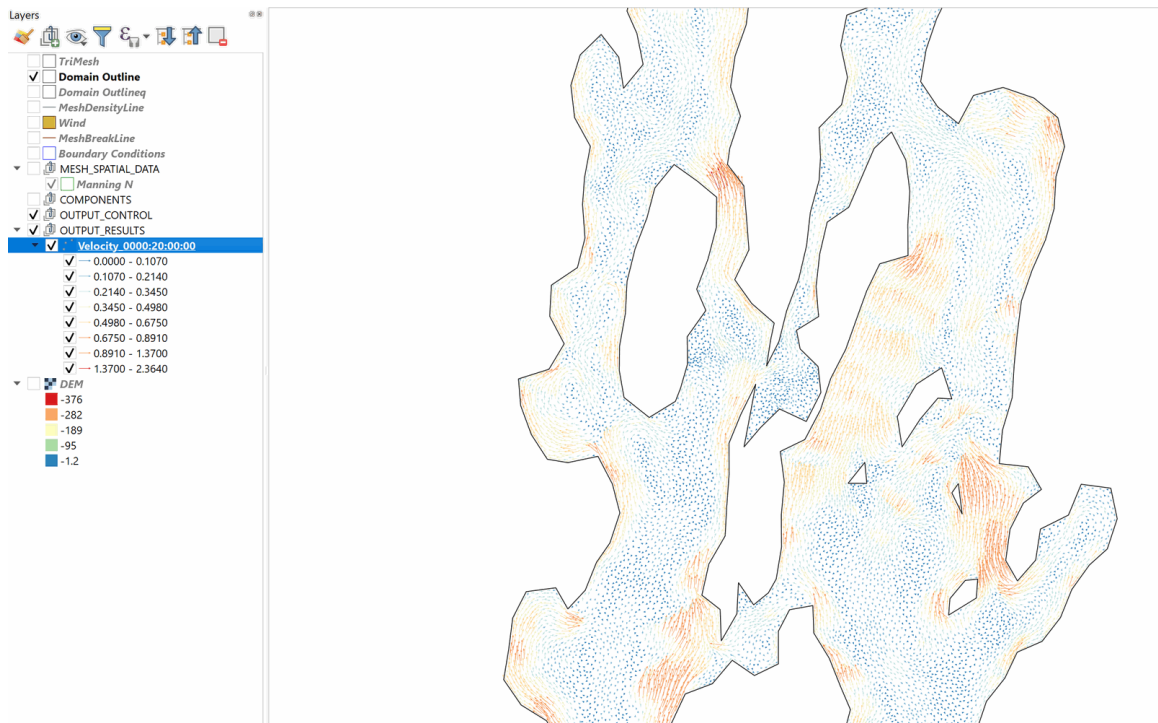 Layers
TriMesh
Domain Outline
Domain Outlineq
MeshDensityLine
Wind
MeshBreakLine
Boundary Conditions
MESH_SPATIAL_DATA
Manning N
COMPONENTS
OUTPUT_CONTROL
OUTPUT_RESULTS
Velocity_0000:20:00:00
0.0000 - 0.1070
0.1070 - 0.2140
0.2140 - 0.3450
0.3450 - 0.4980
0.4980 - 0.6750
0.6750 - 0.8910
0.8910 - 1.3700
1.3700 - 2.3640
DEM
-376
-282
-189
-95
-1.2